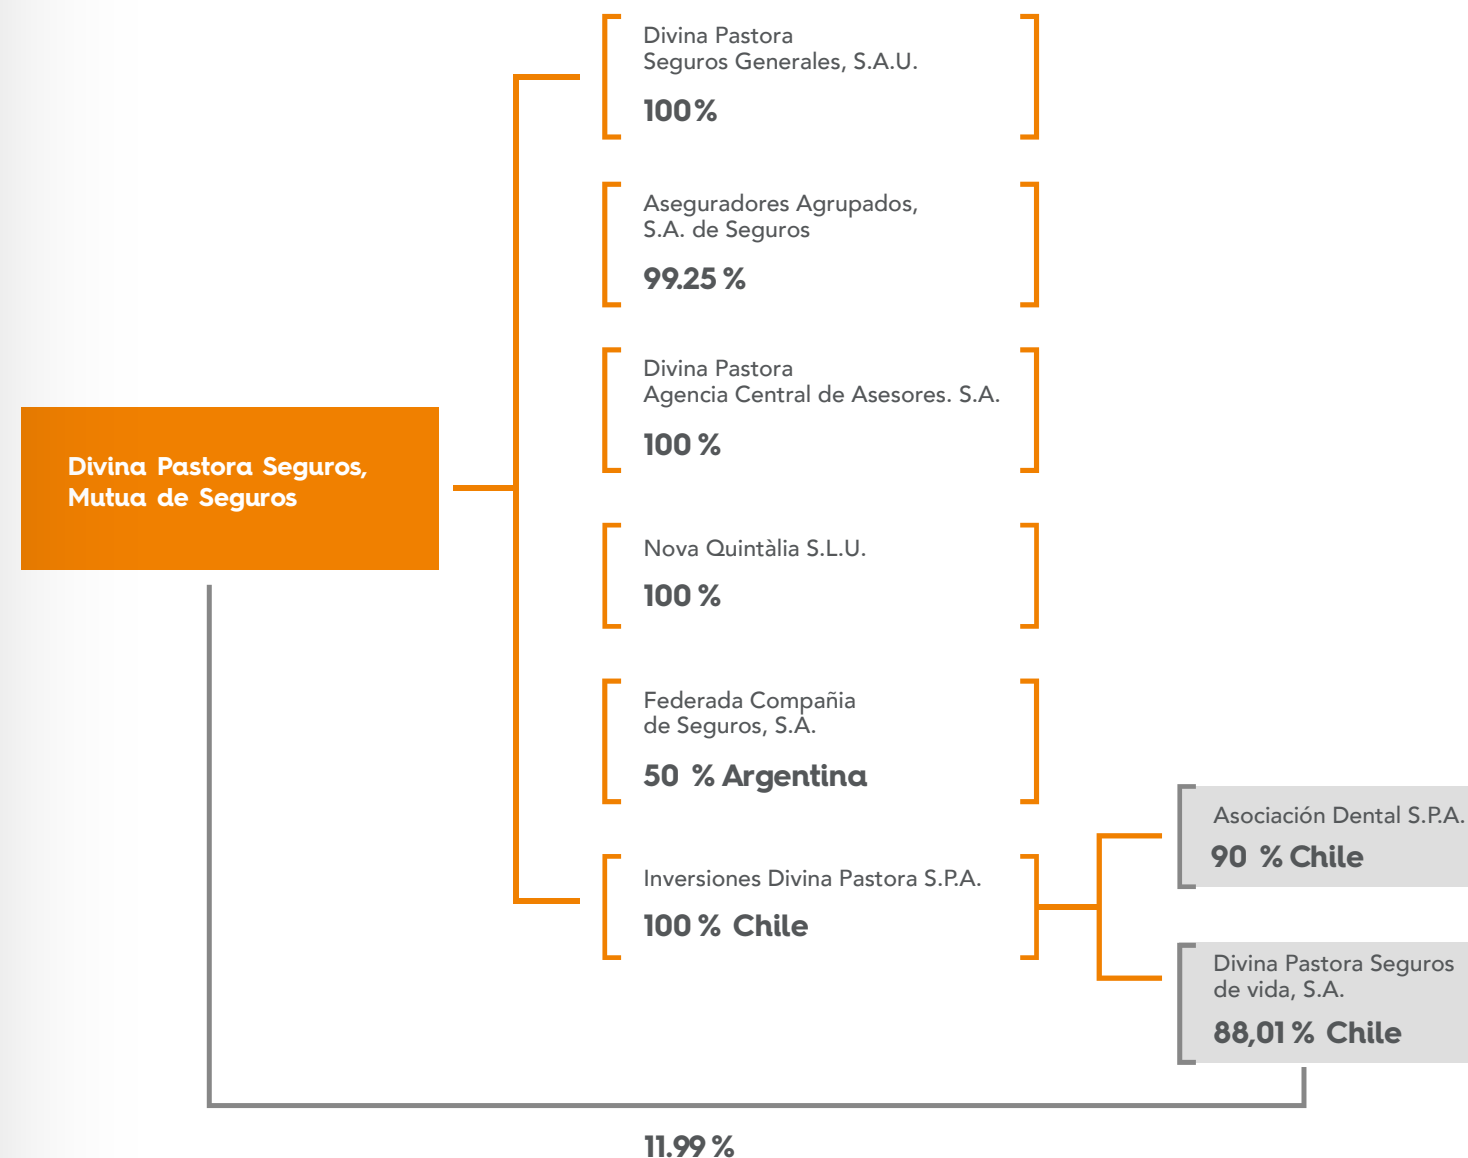 Divina Pastora
Seguros Generales, S.A.U.
100%
Aseguradores Agrupados,
S.A. de Seguros
99.25 %
Divina Pastora
Agencia Central de Asesores. S.A.
100 %
Divina Pastora Seguros,
Mutua de Seguros
Nova Quintàlia S.L.U.
100 %
Federada Compañia
de Seguros, S.A.
50 % Argentina
Inversiones Divina Pastora S.P.A.
100 % Chile
Asociación Dental S.P.A.
90 % Chile
Divina Pastora Seguros
de vida, S.A.
88,01 % Chile
11.99 %